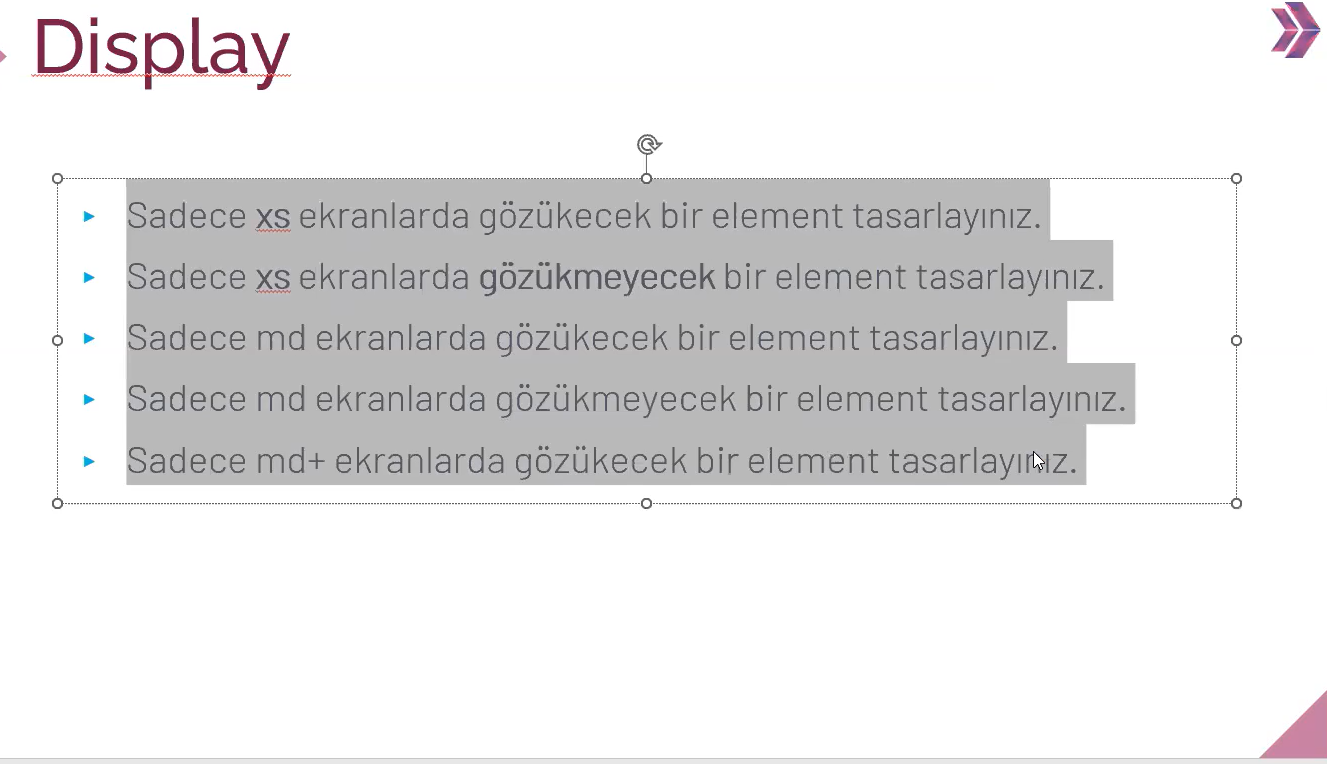 Display
Sadece xs ekranlarda gözükecek bir element tasarlayınız.
Sadece xs ekranlarda gözükmeyecek bir element tasarlayınız.
Sadece md ekranlarda gözükecek bir element tasarlayınız.
Sadece md ekranlarda gözükmeyecek bir element tasarlayınız.
Sadece md+ ekranlarda gözükecek bir element tasarlayınız.